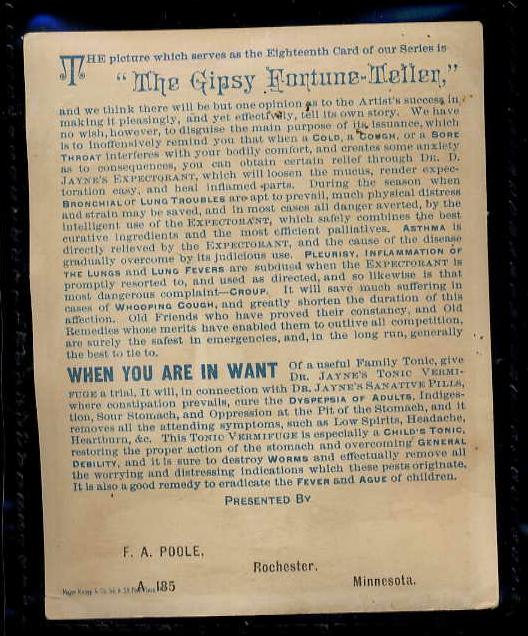 THE picture which serves as the Eighteenth Card of our Series is
"The Gipsy Fortune-Teller,"
and we think there will be but one opinion as to the Artist's success in
making it pleasingly, and yet effectively, tell its own story. We have
no wish, however, to disguise the main purpose of its issuance, which
is to inoffensively remind you that when a COLD, a COUGH, or a SORE
THROAT interferes with your bodily comfort, and creates some anxiety
as to consequences, you can obtain certain relief through DR. D.
JAYNE'S EXPECTORANT, which will loosen the mucus, render expec-
toration easy, and heal inflamed parts. During the season when
BRONCHIAL or LUNG TROUBLES are apt to prevail, much physical distress
and strain may be saved, and in most cases all danger averted, by the
intelligent use of the EXPECTORANT, which safely combines the best
curative ingredients and the most efficient palliatives. ASTHMA is
directly relieved by the EXPECTORANT, and the cause of the disease
gradually overcome by its judicious use. PLEURISY, INFLAMMATION OF
THE LUNGS and LUNG FEVERS are subdued when the EXPECTORANT is
promptly resorted to, and used as directed, and so likewise is that
most dangerous complaint—CROUP. It will save much suffering in
cases of WHOOPING COUGH, and greatly shorten the duration of this
affection. Old Friends who have proved their constancy, and Old
Remedies whose merits have enabled them to outlive all competition,
are surely the safest in emergencies, and, in the long run, generally
the best to tie to.
WHEN YOU ARE IN WANT Of a useful Family Tonic, give
DR. JAYNE'S TONIC VERMI-
FUGE a trial. It will, in connection with DR. JAYNE'S SANATIVE PILLS,
where constipation prevails, cure the DYSPEPSIA OF ADULTS, Indiges-
tion, Sour Stomach, and Oppression at the Pit of the Stomach, and it
removes all the attending symptoms, such as Low Spirits, Headache,
Heartburn, &c. This TONIC VERMIFUGE is especially a CHILD'S TONIC,
restoring the proper action of the stomach and overcoming GENERAL
DEBILITY, and it is sure to destroy WORMS and effectually remove all
the worrying and distressing indications which these pests originate.
It is also a good remedy to eradicate the FEVER and AGUE of children.
PRESENTED BY
F. A. POOLE,
Rochester.
Minnesota.
A 185